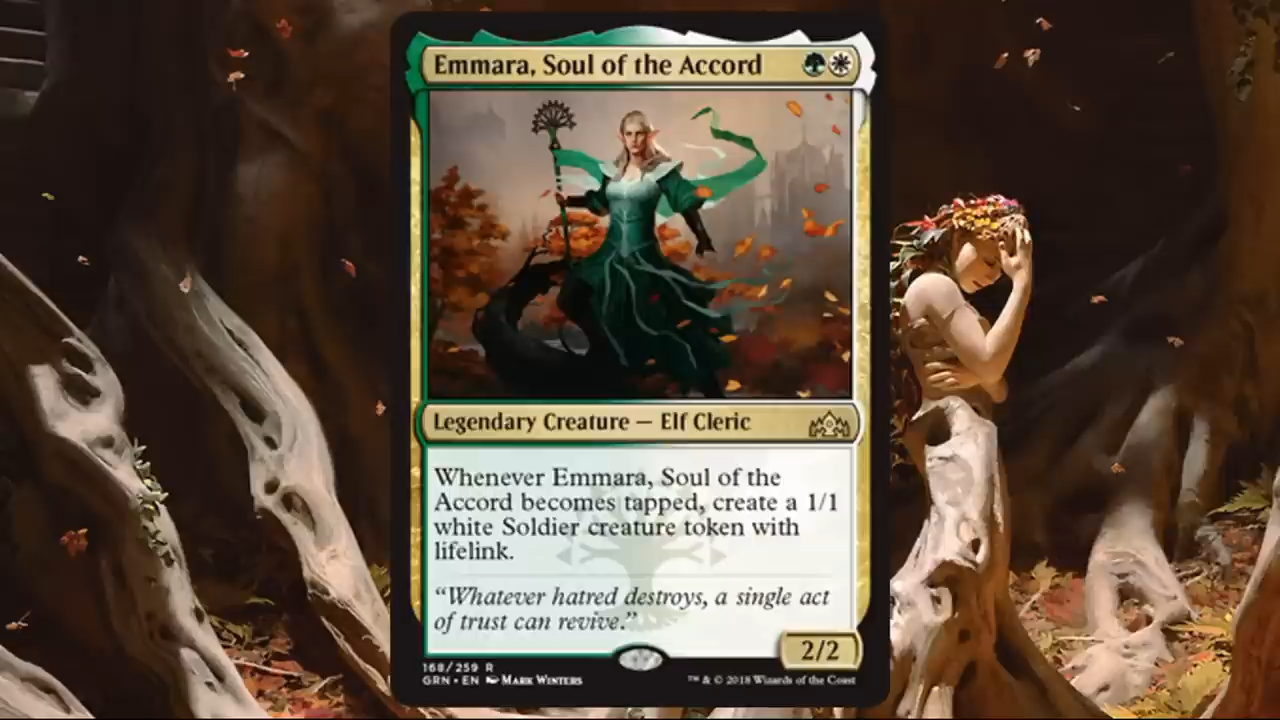 Emmara, Soul of the Accord
Legendary Creature — Elf Cleric
Whenever Emmara, Soul of the
Accord becomes tapped, create a 1/1
white Soldier creature token with
lifelink.
“Whatever hatred destroys, a single act
of trust can revive.”
2/2
168/259 R
GRN • EN Mark Winters
™ & © 2018 Wizards of the Coast